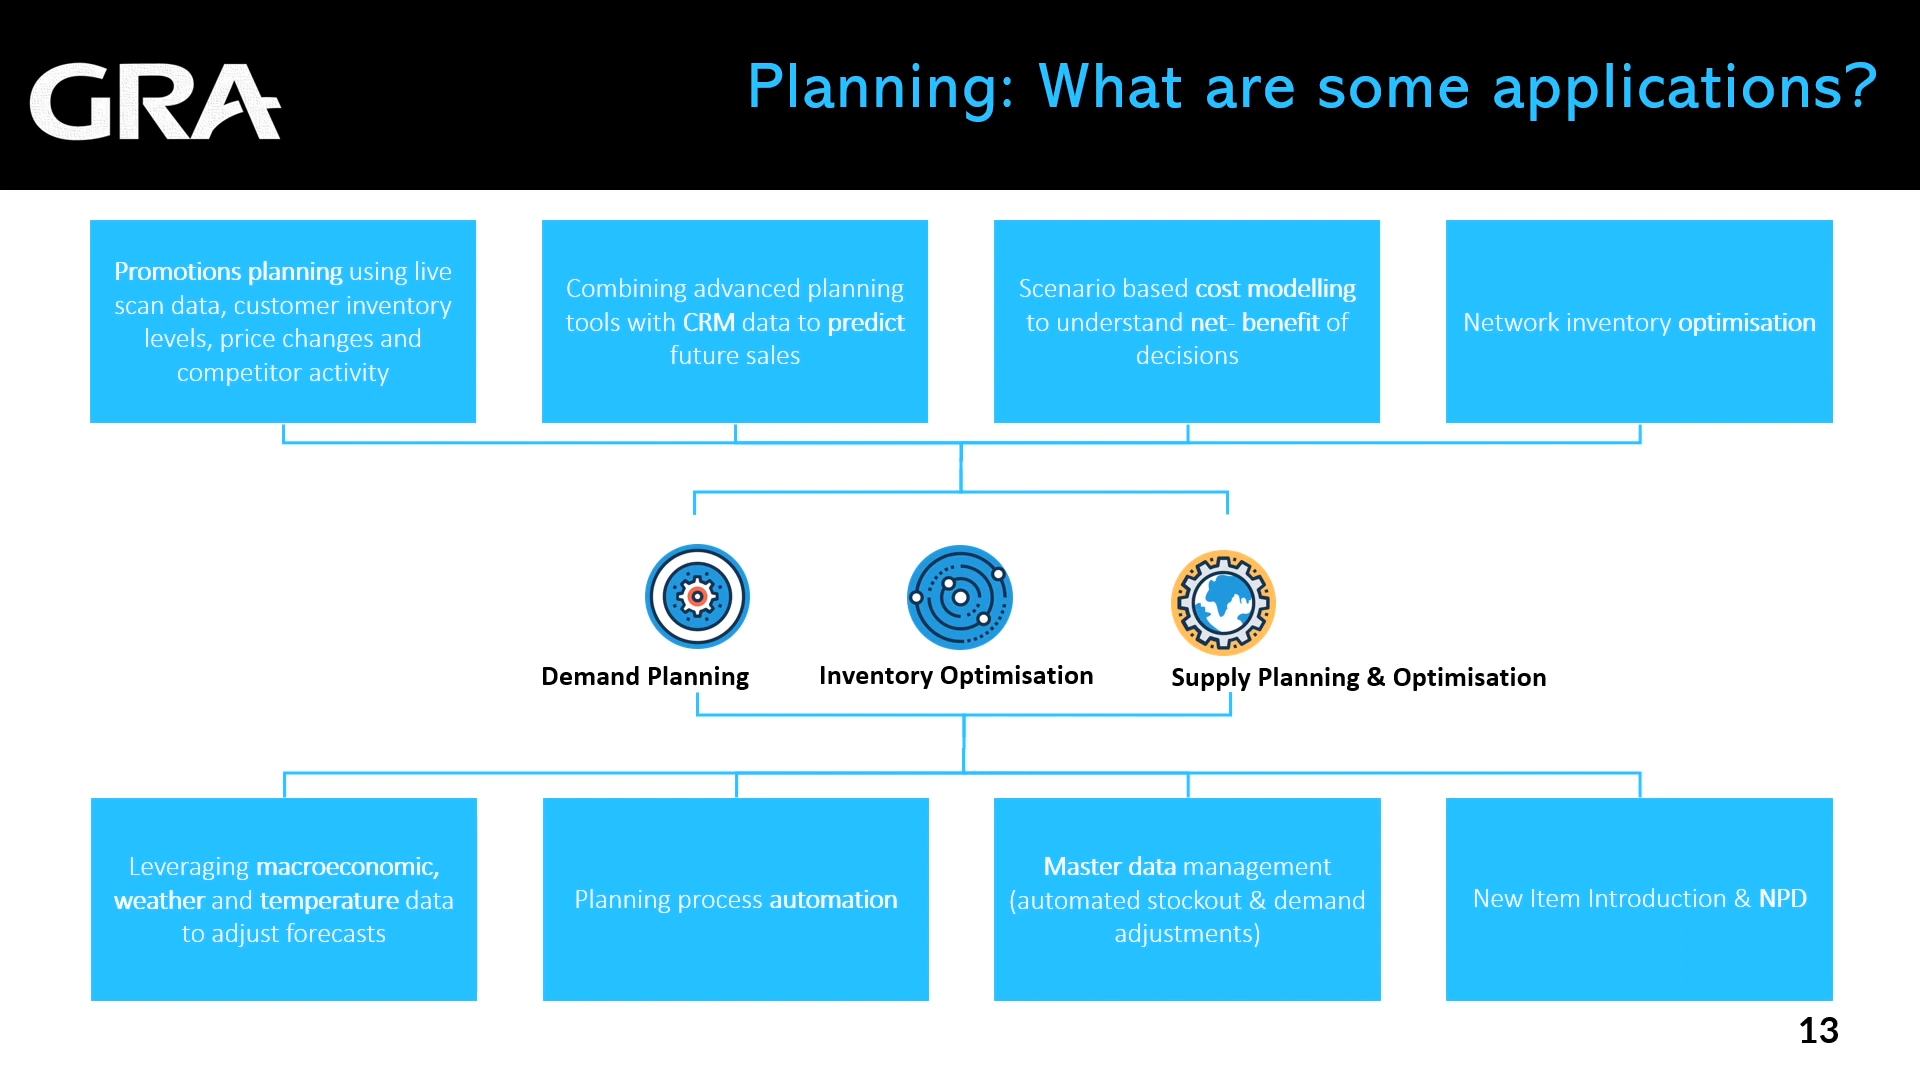 GRA
Planning: What are some applications?
Promotions planning using live
scan data, customer inventory
levels, price changes and
competitor activity
Combining advanced planning
tools with CRM data to predict
future sales
Scenario based cost modelling
to understand net- benefit of
decisions
Network inventory optimisation
Demand Planning
Inventory Optimisation
Supply Planning & Optimisation
Leveraging macroeconomic,
weather and temperature data
to adjust forecasts
Planning process automation
Master data management
(automated stockout & demand
adjustments)
New Item Introduction & NPD
13